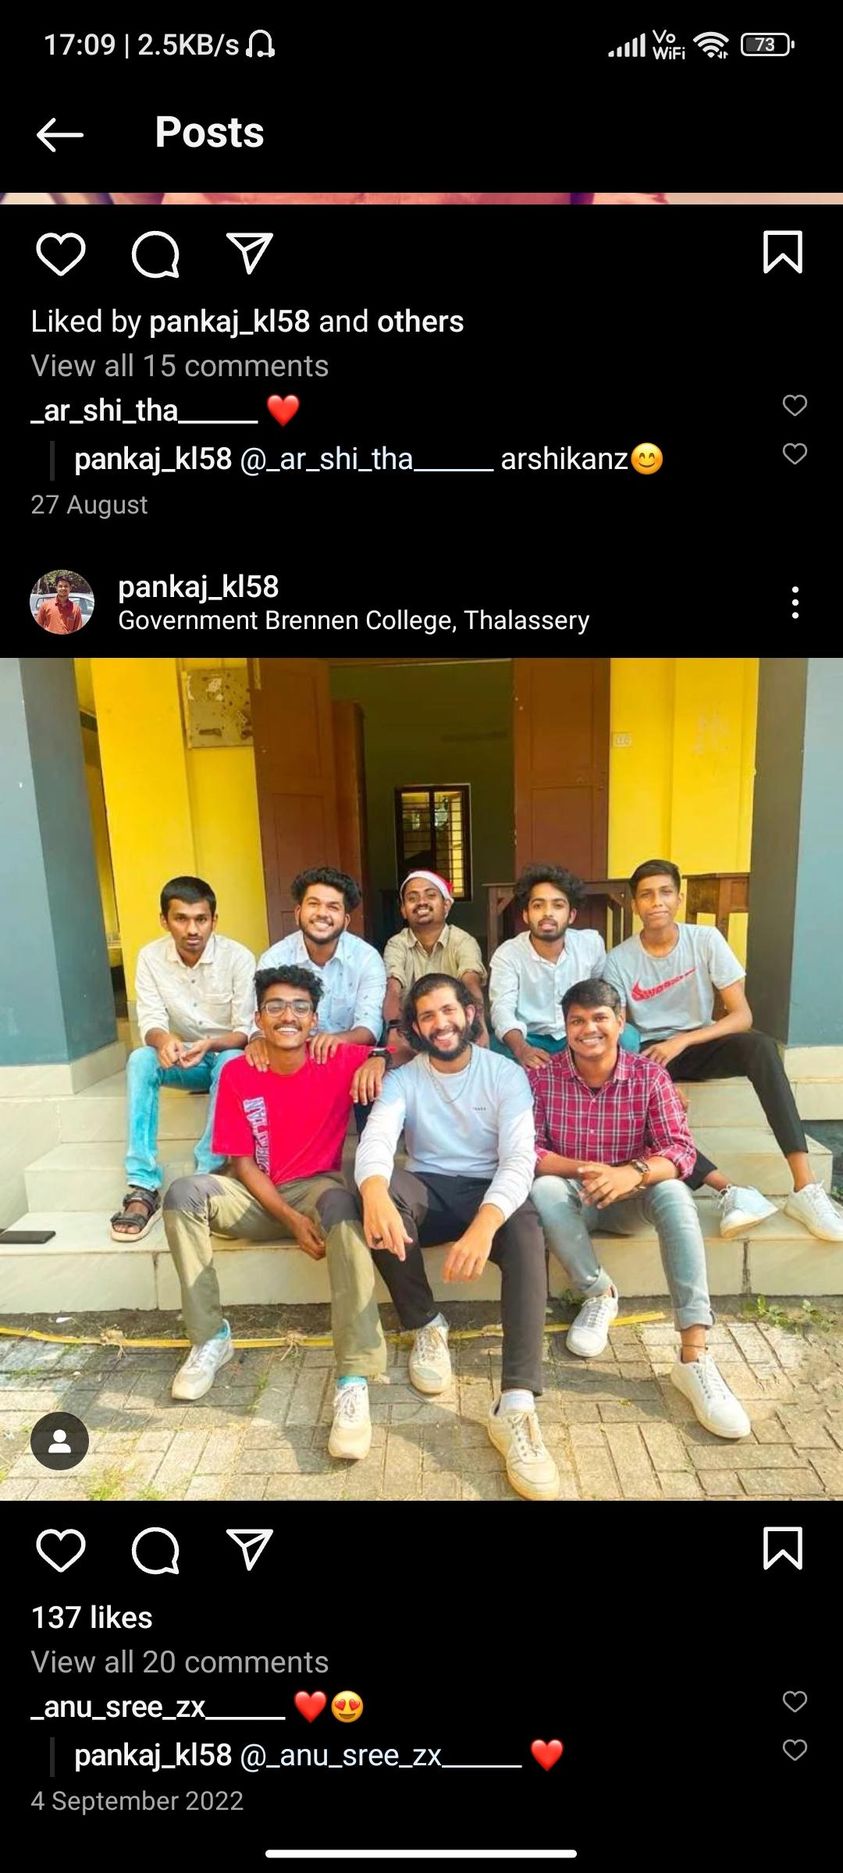 17:09 | 2.5KB/s
Vo
WiFi
73
Posts
Liked by pankaj_kl58 and others
View all 15 comments
_ar_shi_tha______ ❤️
pankaj_kl58 @_ar_shi_tha______ arshikanz😊
27 August
pankaj_kl58
Government Brennen College, Thalassery
137 likes
View all 20 comments
_anu_sree_zx______ ❤️😍
pankaj_kl58 @_anu_sree_zx______ ❤️
4 September 2022